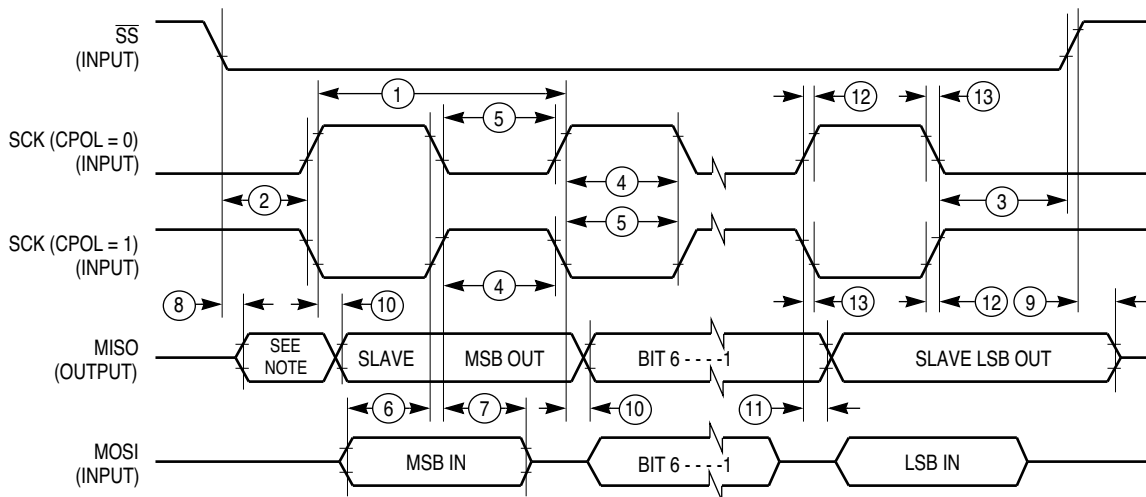 SS
(INPUT)
1 12 13
5
SCK (CPOL = 0)
(INPUT)
2 4 3
5
SCK (CPOL = 1)
(INPUT)
4
8 10 13 12 9
MISO
(OUTPUT)
SEE
NOTE
SLAVE MSB OUT BIT 6 - - - - 1 SLAVE LSB OUT
6 7 10 11
MOSI
(INPUT)
MSB IN BIT 6 - - - - 1 LSB IN